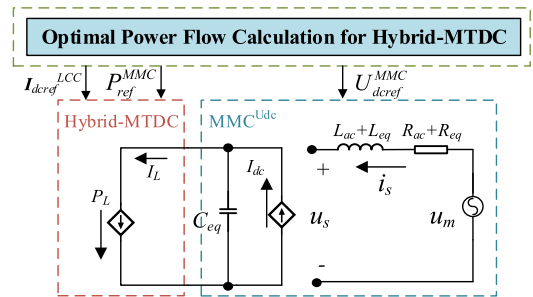 Optimal Power Flow Calculation for Hybrid-MTDC
I_dcref^LCC P_ref^MMC U_dcref^MMC
Hybrid-MTDC MMC^Udc
L_ac+L_eq R_ac+R_eq
I_L I_dc + i_s
P_L C_eq u_s u_m
-